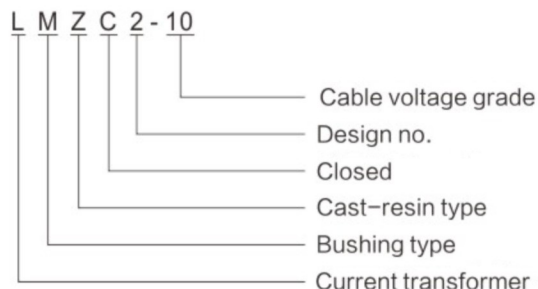 L M Z C 2 - 10
Cable voltage grade
Design no.
Closed
Cast-resin type
Bushing type
Current transformer